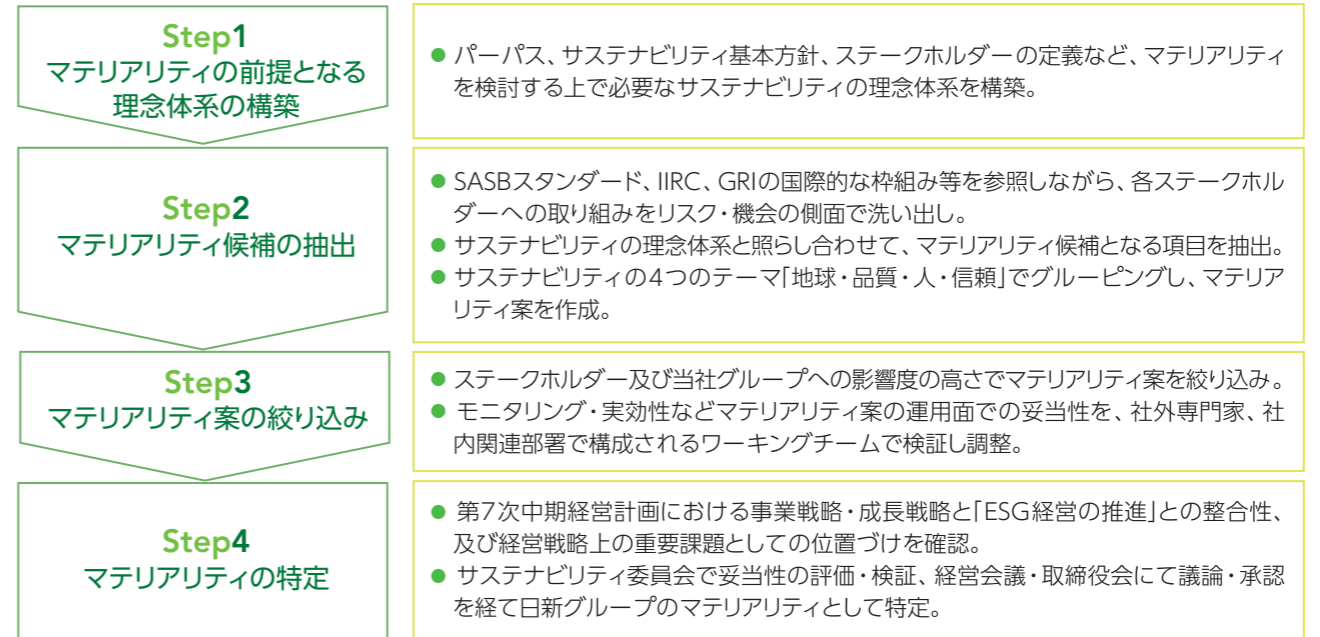 Step1
マテリアリティの前提となる
理念体系の構築
● パーパス、サステナビリティ基本方針、ステークホルダーの定義など、マテリアリティ
を検討する上で必要なサステナビリティの理念体系を構築。
Step2
マテリアリティ候補の抽出
● SASBスタンダード、IIRC、GRIの国際的な枠組み等を参照しながら、各ステークホル
ダーへの取り組みをリスク・機会の側面で洗い出し。
● サステナビリティの理念体系と照らし合わせて、マテリアリティ候補となる項目を抽出。
● サステナビリティの4つのテーマ「地球・品質・人・信頼」でグルーピングし、マテリア
リティ案を作成。
Step3
マテリアリティ案の絞り込み
● ステークホルダー及び当社グループへの影響度の高さでマテリアリティ案を絞り込み。
● モニタリング・実効性などマテリアリティ案の運用面での妥当性を、社外専門家、社
内関連部署で構成されるワーキングチームで検証し調整。
Step4
マテリアリティの特定
● 第7次中期経営計画における事業戦略・成長戦略と「ESG経営の推進」との整合性、
及び経営戦略上の重要課題としての位置づけを確認。
● サステナビリティ委員会で妥当性の評価・検証、経営会議・取締役会にて議論・承認
を経て日新グループのマテリアリティとして特定。